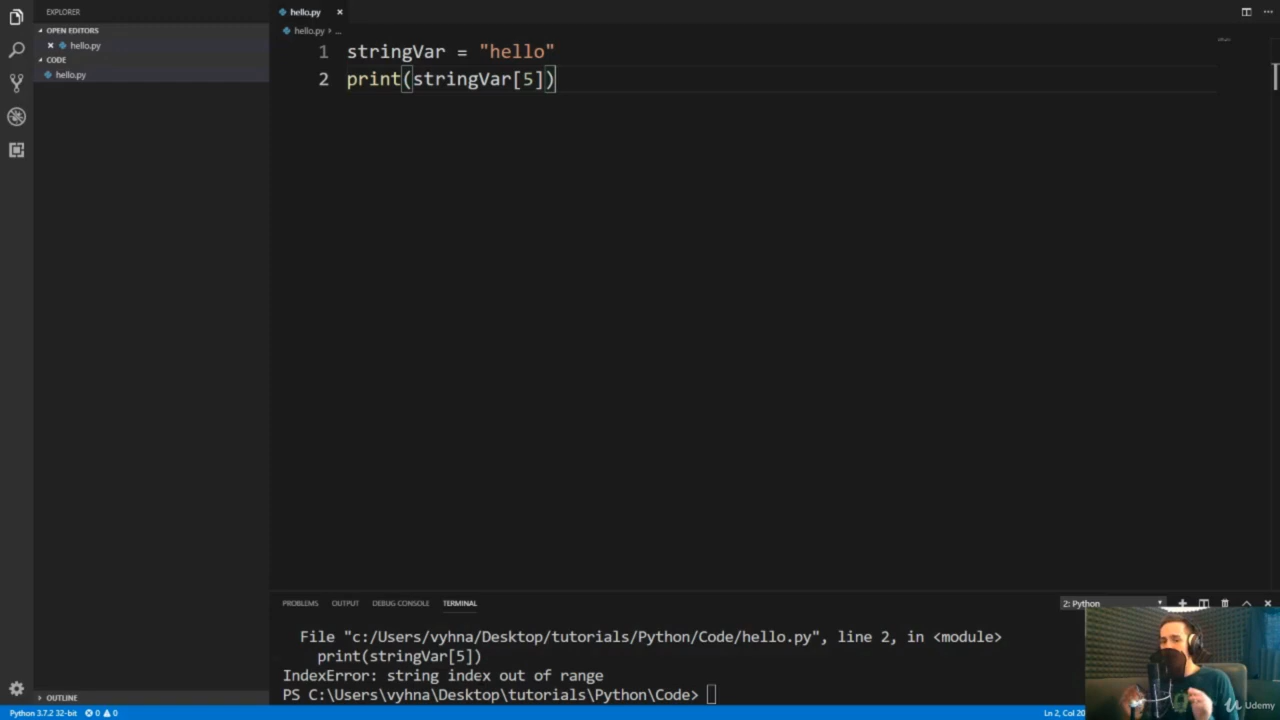 EXPLORER
OPEN EDITORS
hello.py
CODE
hello.py
OUTLINE
hello.py
hello.py › ...
1 stringVar = "hello"
2 print(stringVar[5])
PROBLEMS OUTPUT DEBUG CONSOLE TERMINAL
2: Python
File "c:/Users/vyhna/Desktop/tutorials/Python/Code/hello.py", line 2, in <module>
print(stringVar[5])
IndexError: string index out of range
PS C:\Users\vyhna\Desktop\tutorials\Python\Code>
Python 3.7.2 32-bit 0 0
Ln 2, Col 20
Udemy